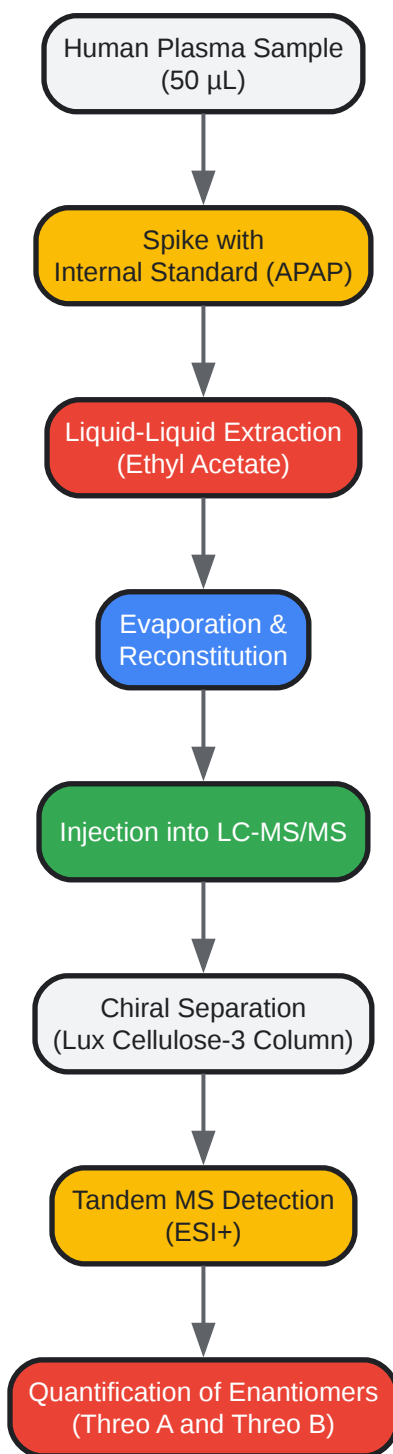 Human Plasma Sample
(50 µL)
Spike with
Internal Standard (APAP)
Liquid-Liquid Extraction
(Ethyl Acetate)
Evaporation &
Reconstitution
Injection into LC-MS/MS
Chiral Separation
(Lux Cellulose-3 Column)
Tandem MS Detection
(ESI+)
Quantification of Enantiomers
(Threo A and Threo B)